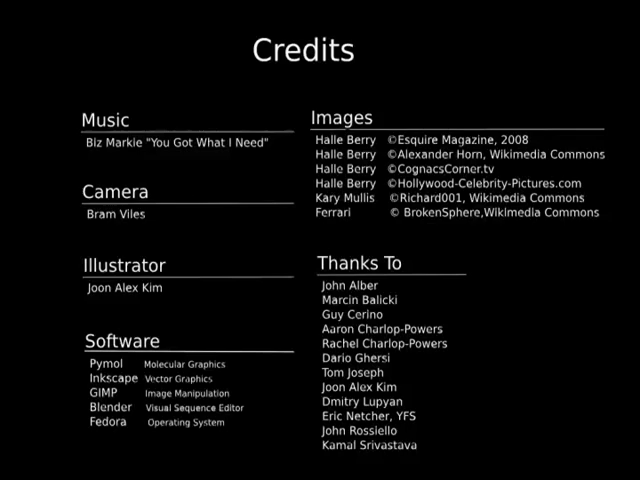 Credits
Music
Biz Markie "You Got What I Need"
Camera
Bram Viles
Illustrator
Joon Alex Kim
Software
Pymol Molecular Graphics
Inkscape Vector Graphics
GIMP Image Manipulation
Blender Visual Sequence Editor
Fedora Operating System
Images
Halle Berry ©Esquire Magazine, 2008
Halle Berry ©Alexander Horn, Wikimedia Commons
Halle Berry ©CognacsCorner.tv
Halle Berry ©Hollywood-Celebrity-Pictures.com
Kary Mullis ©Richard001, Wikimedia Commons
Ferrari © BrokenSphere,Wikimedia Commons
Thanks To
John Alber
Marcin Balicki
Guy Cerino
Aaron Charlop-Powers
Rachel Charlop-Powers
Dario Ghersi
Tom Joseph
Joon Alex Kim
Dmitry Lupyan
Eric Netcher, YFS
John Rossiello
Kamal Srivastava